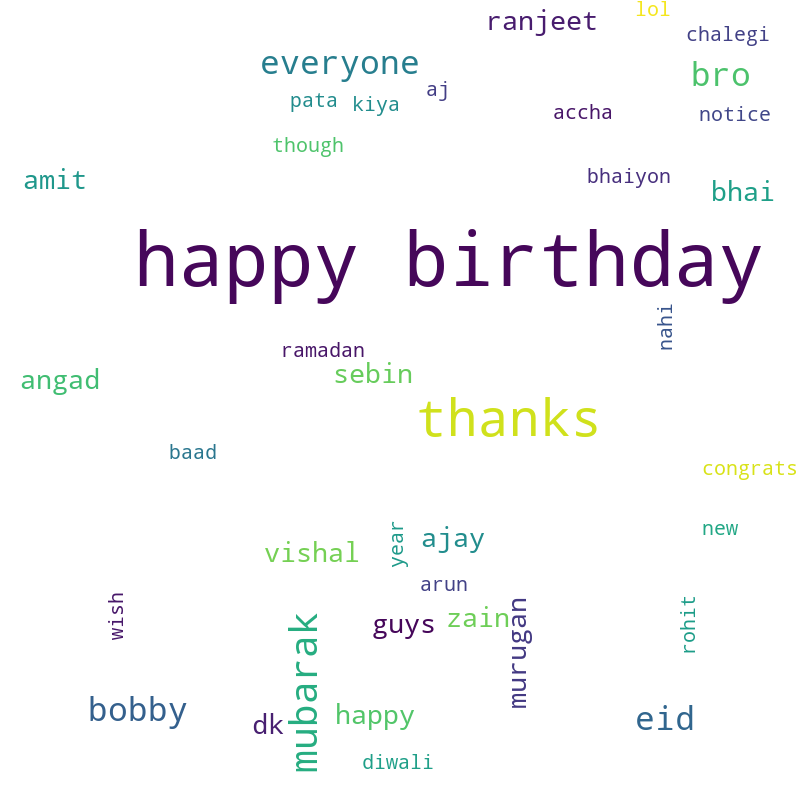 lol
ranjeet
chalegi
everyone
bro
aj
pata
kiya
accha
notice
though
bhaiyon
amit
bhai
happy birthday
nahi
ramadan
sebin
angad
thanks
baad
congrats
new
year
ajay
vishal
arun
wish
guys
zain
rohit
murugan
mubarak
bobby
happy
dk
eid
diwali